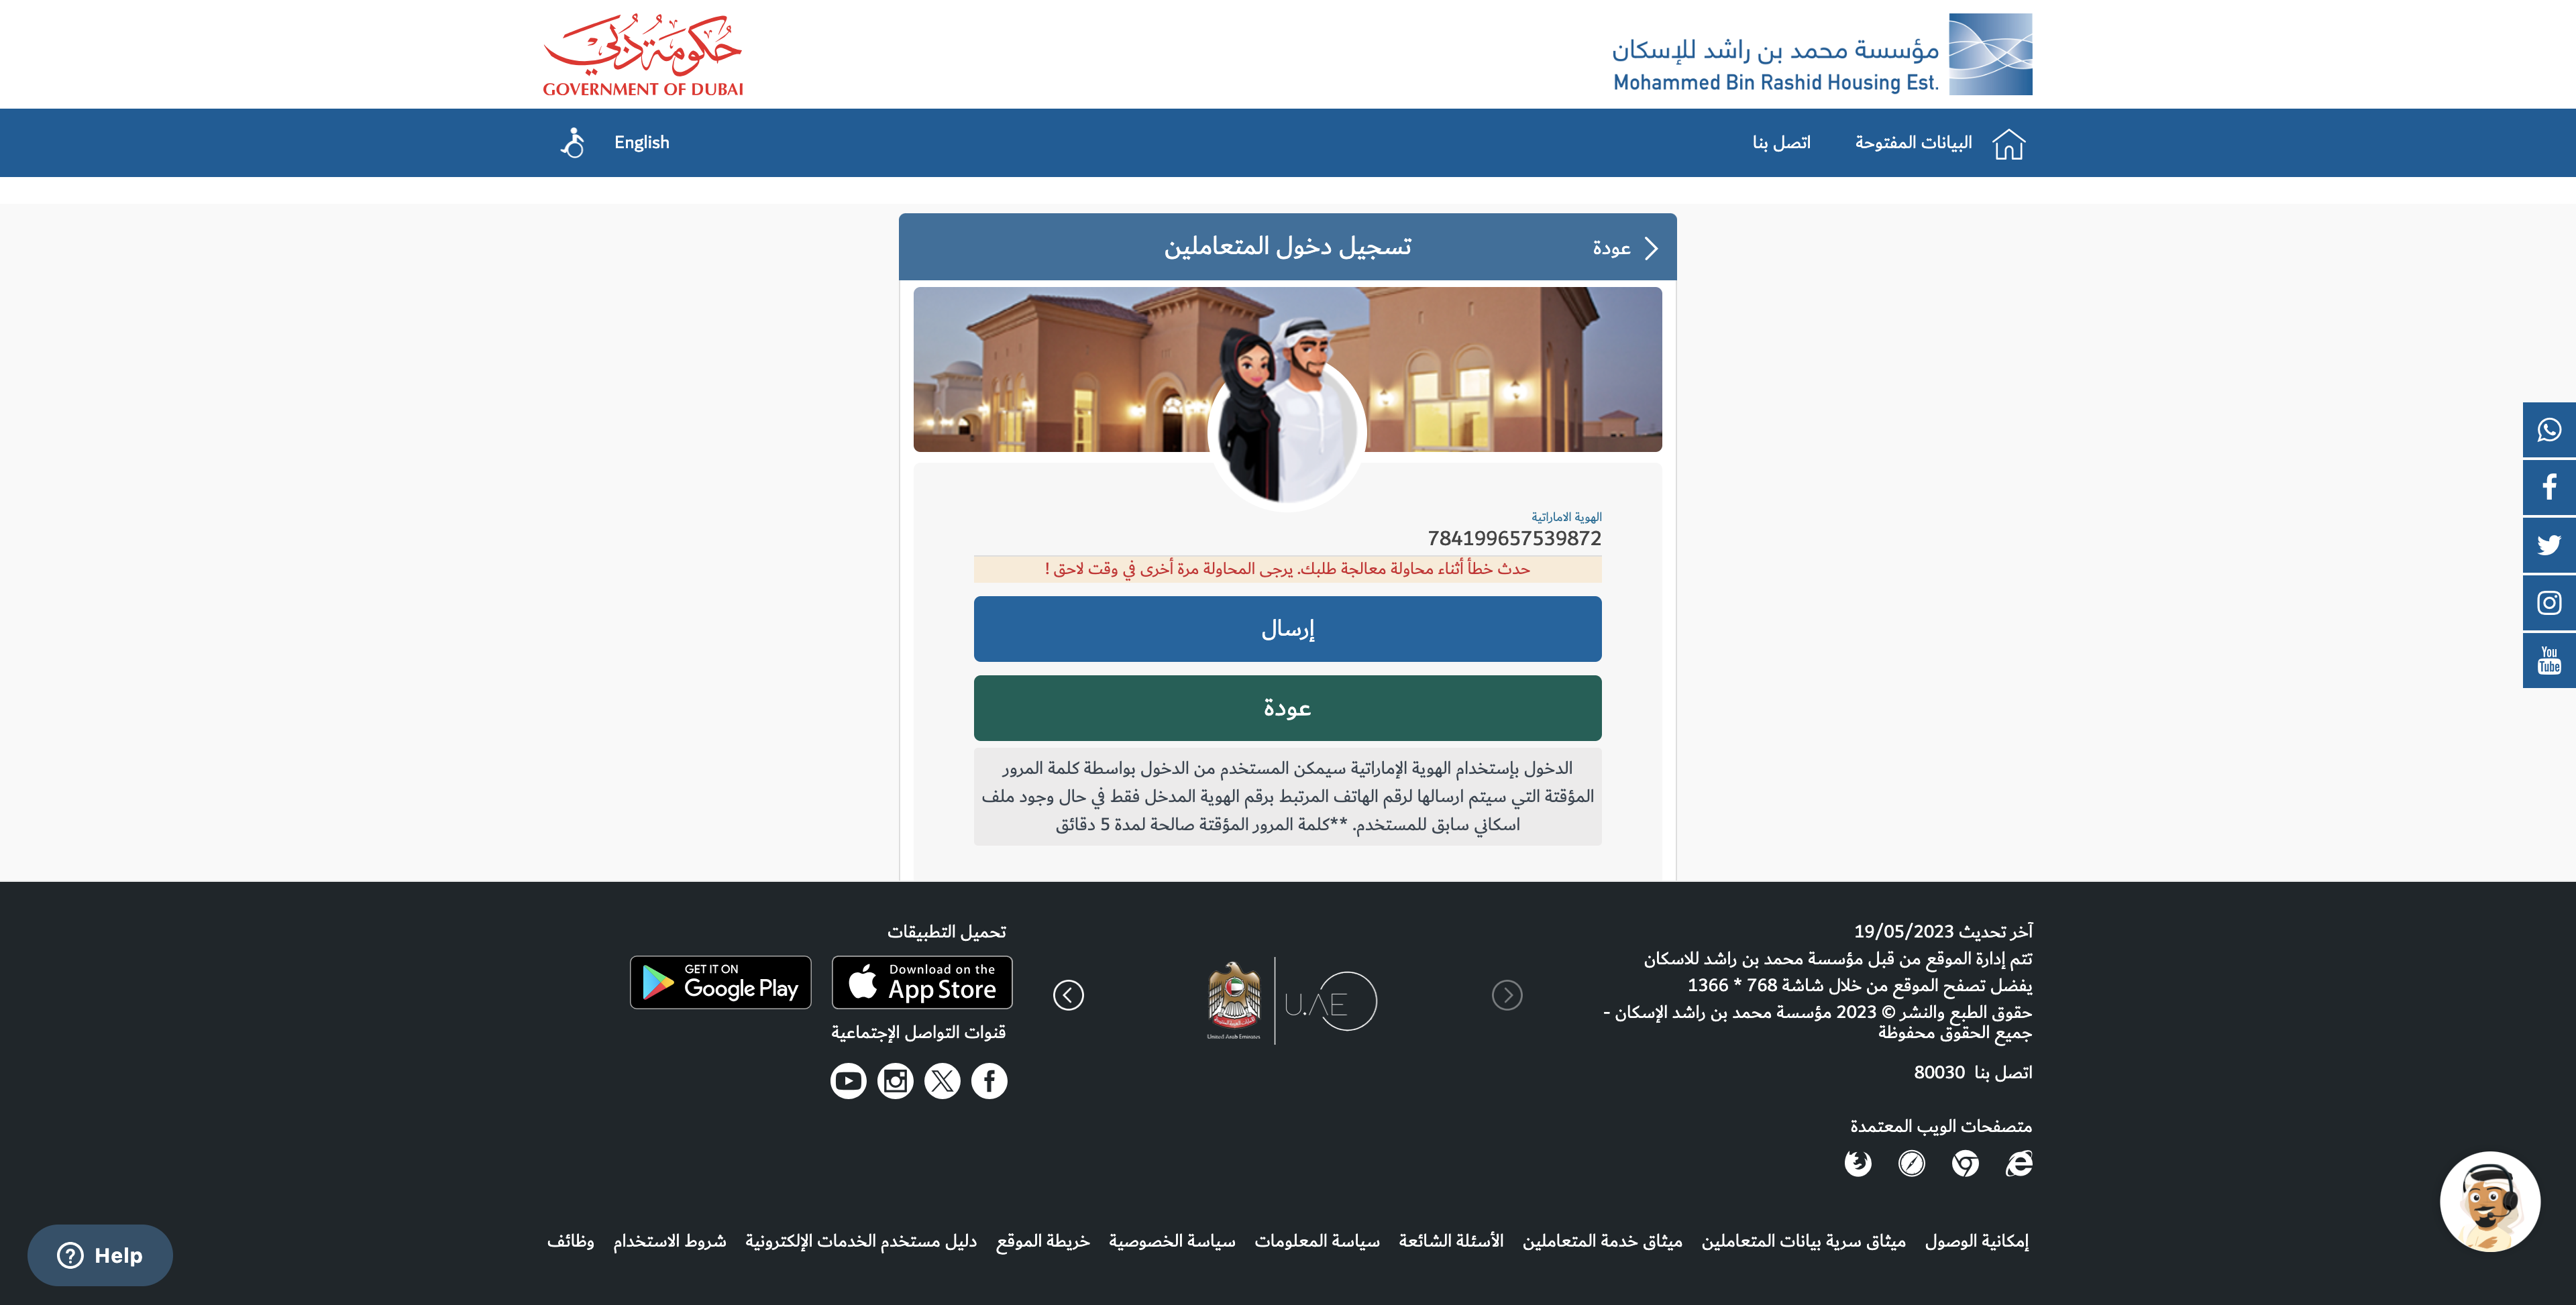 حكومة دبي
GOVERNMENT OF DUBAI
مؤسسة محمد بن راشد للإسكان
Mohammed Bin Rashid Housing Est.
البيانات المفتوحة
اتصل بنا
English
عودة
تسجيل دخول المتعاملين
الهوية الاماراتية
784199657539872
حدث خطأ أثناء محاولة معالجة طلبك. يرجى المحاولة مرة أخرى في وقت لاحق !
إرسال
عودة
الدخول بإستخدام الهوية الإماراتية سيمكن المستخدم من الدخول بواسطة كلمة المرور
المؤقتة التي سيتم ارسالها لرقم الهاتف المرتبط برقم الهوية المدخل فقط في حال وجود ملف
اسكاني سابق للمستخدم. **كلمة المرور المؤقتة صالحة لمدة 5 دقائق
You
Tube
آخر تحديث 19/05/2023
تتم إدارة الموقع من قبل مؤسسة محمد بن راشد للاسكان
يفضل تصفح الموقع من خلال شاشة 768 * 1366
حقوق الطبع والنشر © 2023 مؤسسة محمد بن راشد الإسكان -
جميع الحقوق محفوظة
اتصل بنا 80030
متصفحات الويب المعتمدة
United Arab Emirates
U.AE
تحميل التطبيقات
Download on the
App Store
GET IT ON
Google Play
قنوات التواصل الإجتماعية
إمكانية الوصول
ميثاق سرية بيانات المتعاملين
ميثاق خدمة المتعاملين
الأسئلة الشائعة
سياسة المعلومات
سياسة الخصوصية
خريطة الموقع
دليل مستخدم الخدمات الإلكترونية
شروط الاستخدام
وظائف
Help